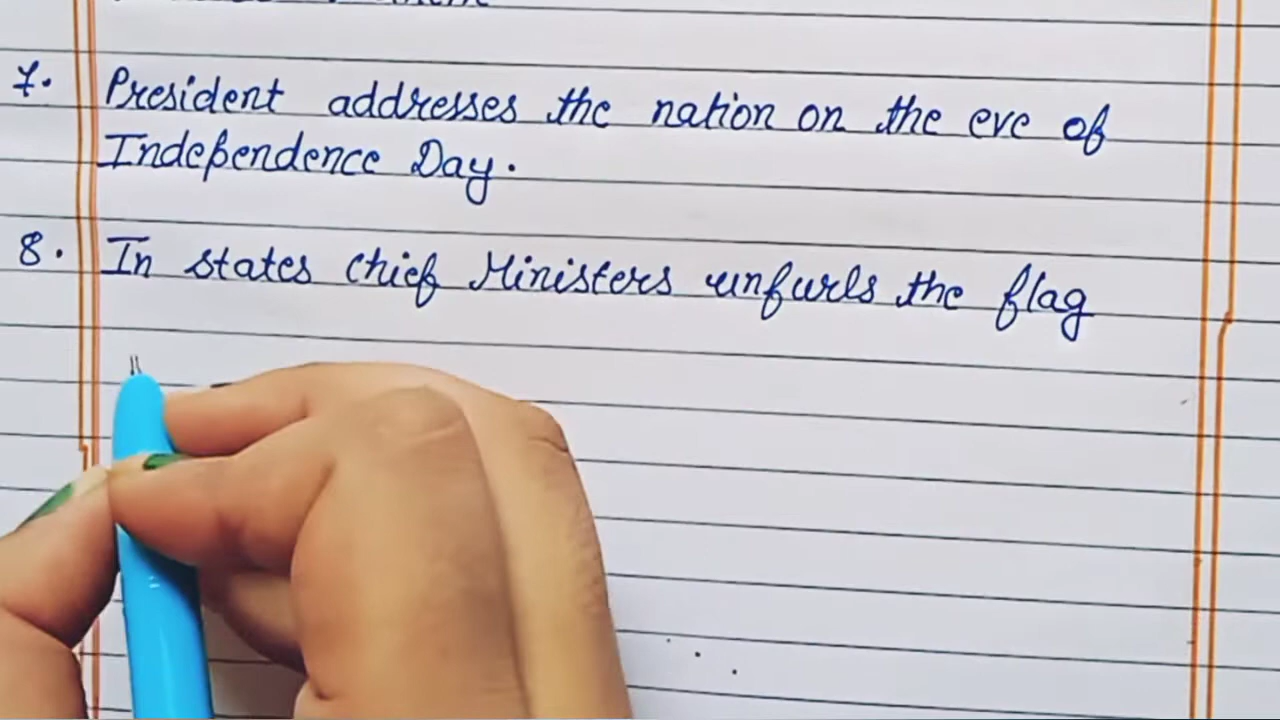 7. President addresses the nation on the eve of
Independence Day.
8. In states chief Ministers unfurls the flag